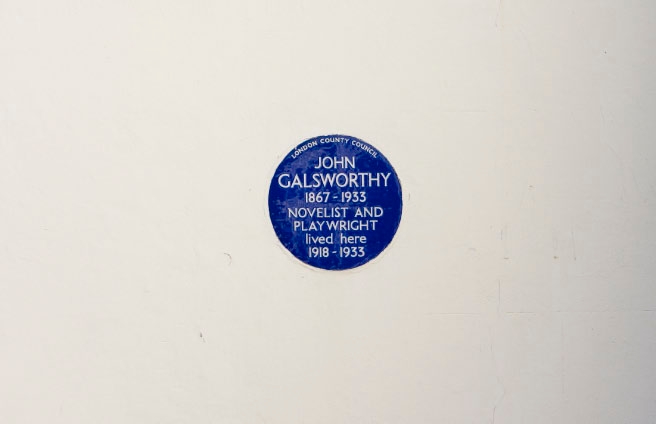 LONDON COUNTY COUNCIL
JOHN
GALSWORTHY
1867-1933
NOVELIST AND
PLAYWRIGHT
lived here
1918-1933